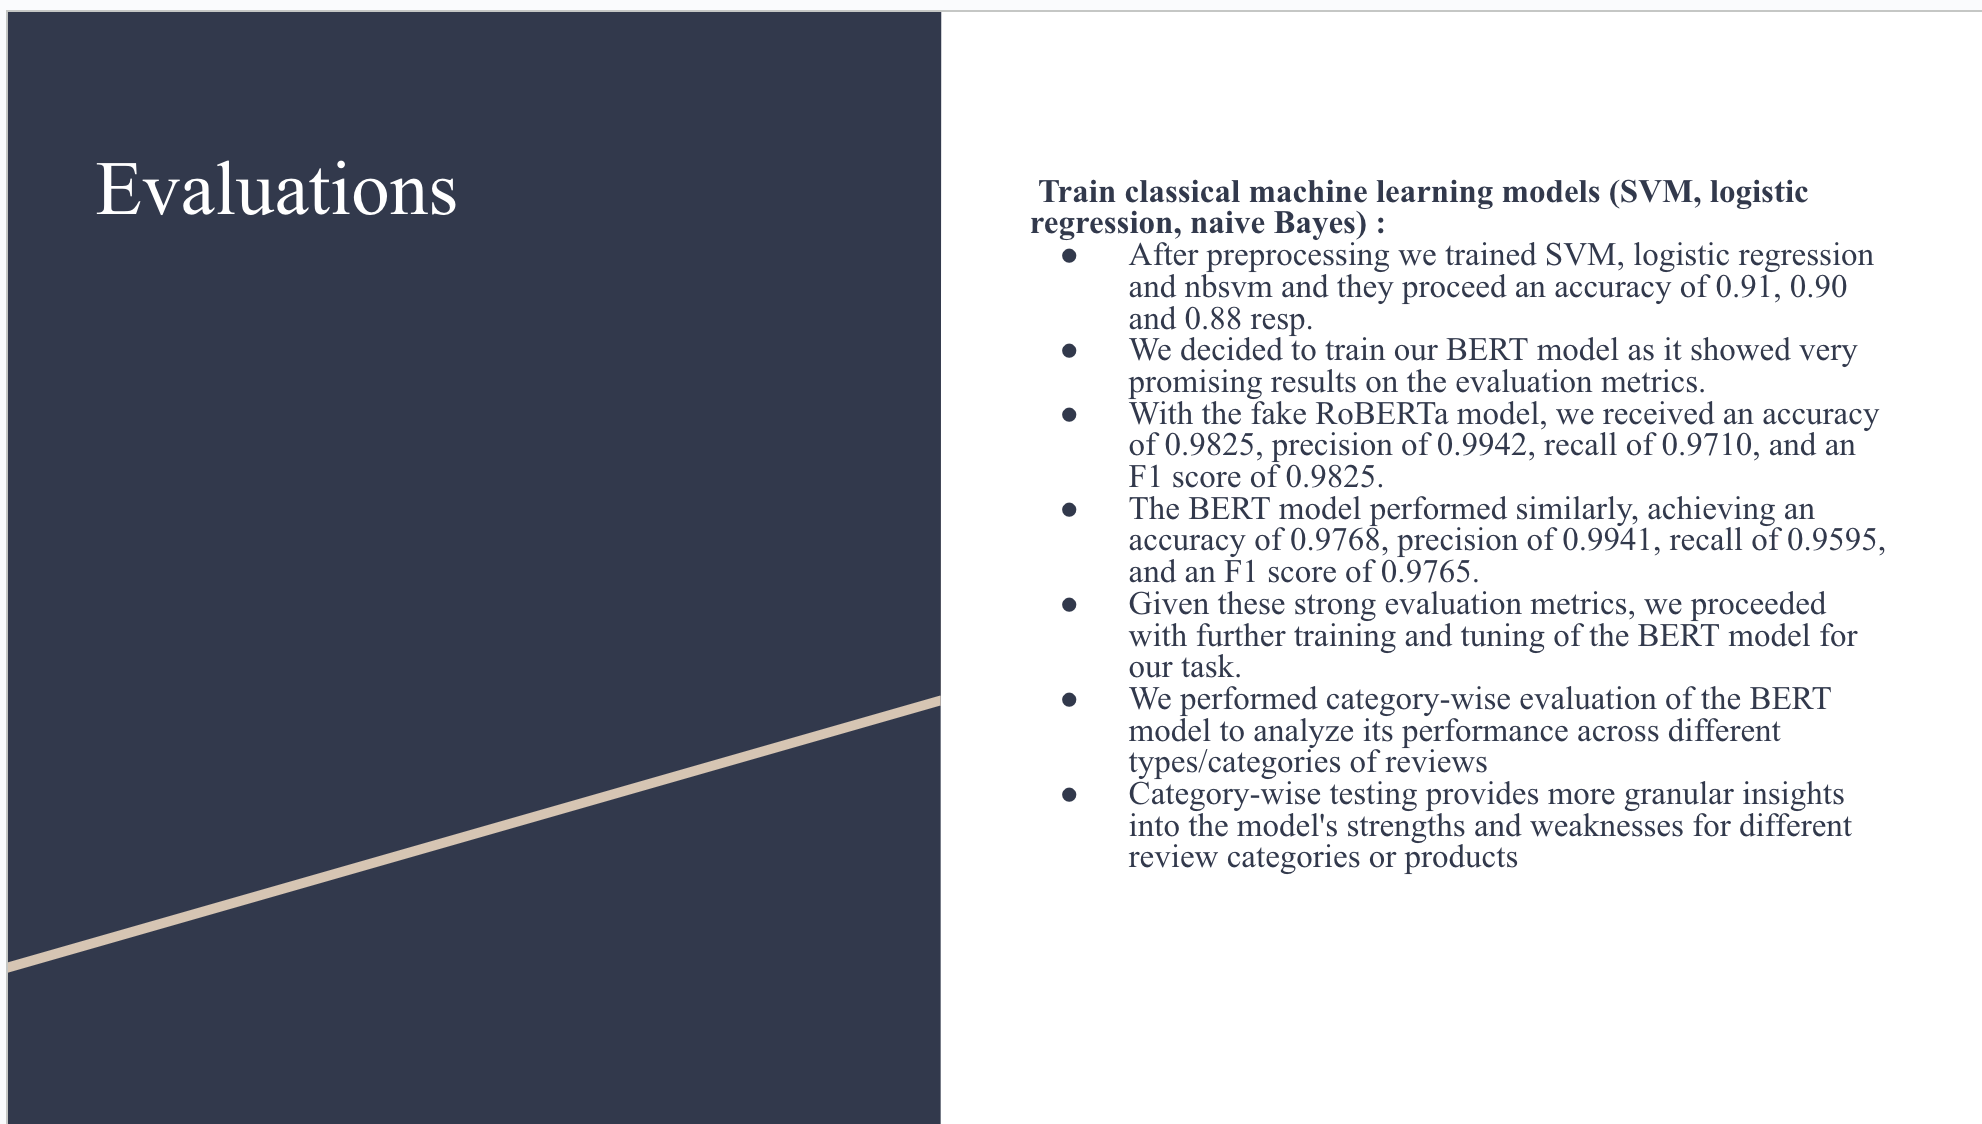 Evaluations
Train classical machine learning models (SVM, logistic
regression, naive Bayes) :
● After preprocessing we trained SVM, logistic regression
and nbsvm and they proceed an accuracy of 0.91, 0.90
and 0.88 resp.
● We decided to train our BERT model as it showed very
promising results on the evaluation metrics.
● With the fake RoBERTa model, we received an accuracy
of 0.9825, precision of 0.9942, recall of 0.9710, and an
F1 score of 0.9825.
● The BERT model performed similarly, achieving an
accuracy of 0.9768, precision of 0.9941, recall of 0.9595,
and an F1 score of 0.9765.
● Given these strong evaluation metrics, we proceeded
with further training and tuning of the BERT model for
our task.
● We performed category-wise evaluation of the BERT
model to analyze its performance across different
types/categories of reviews
● Category-wise testing provides more granular insights
into the model's strengths and weaknesses for different
review categories or products